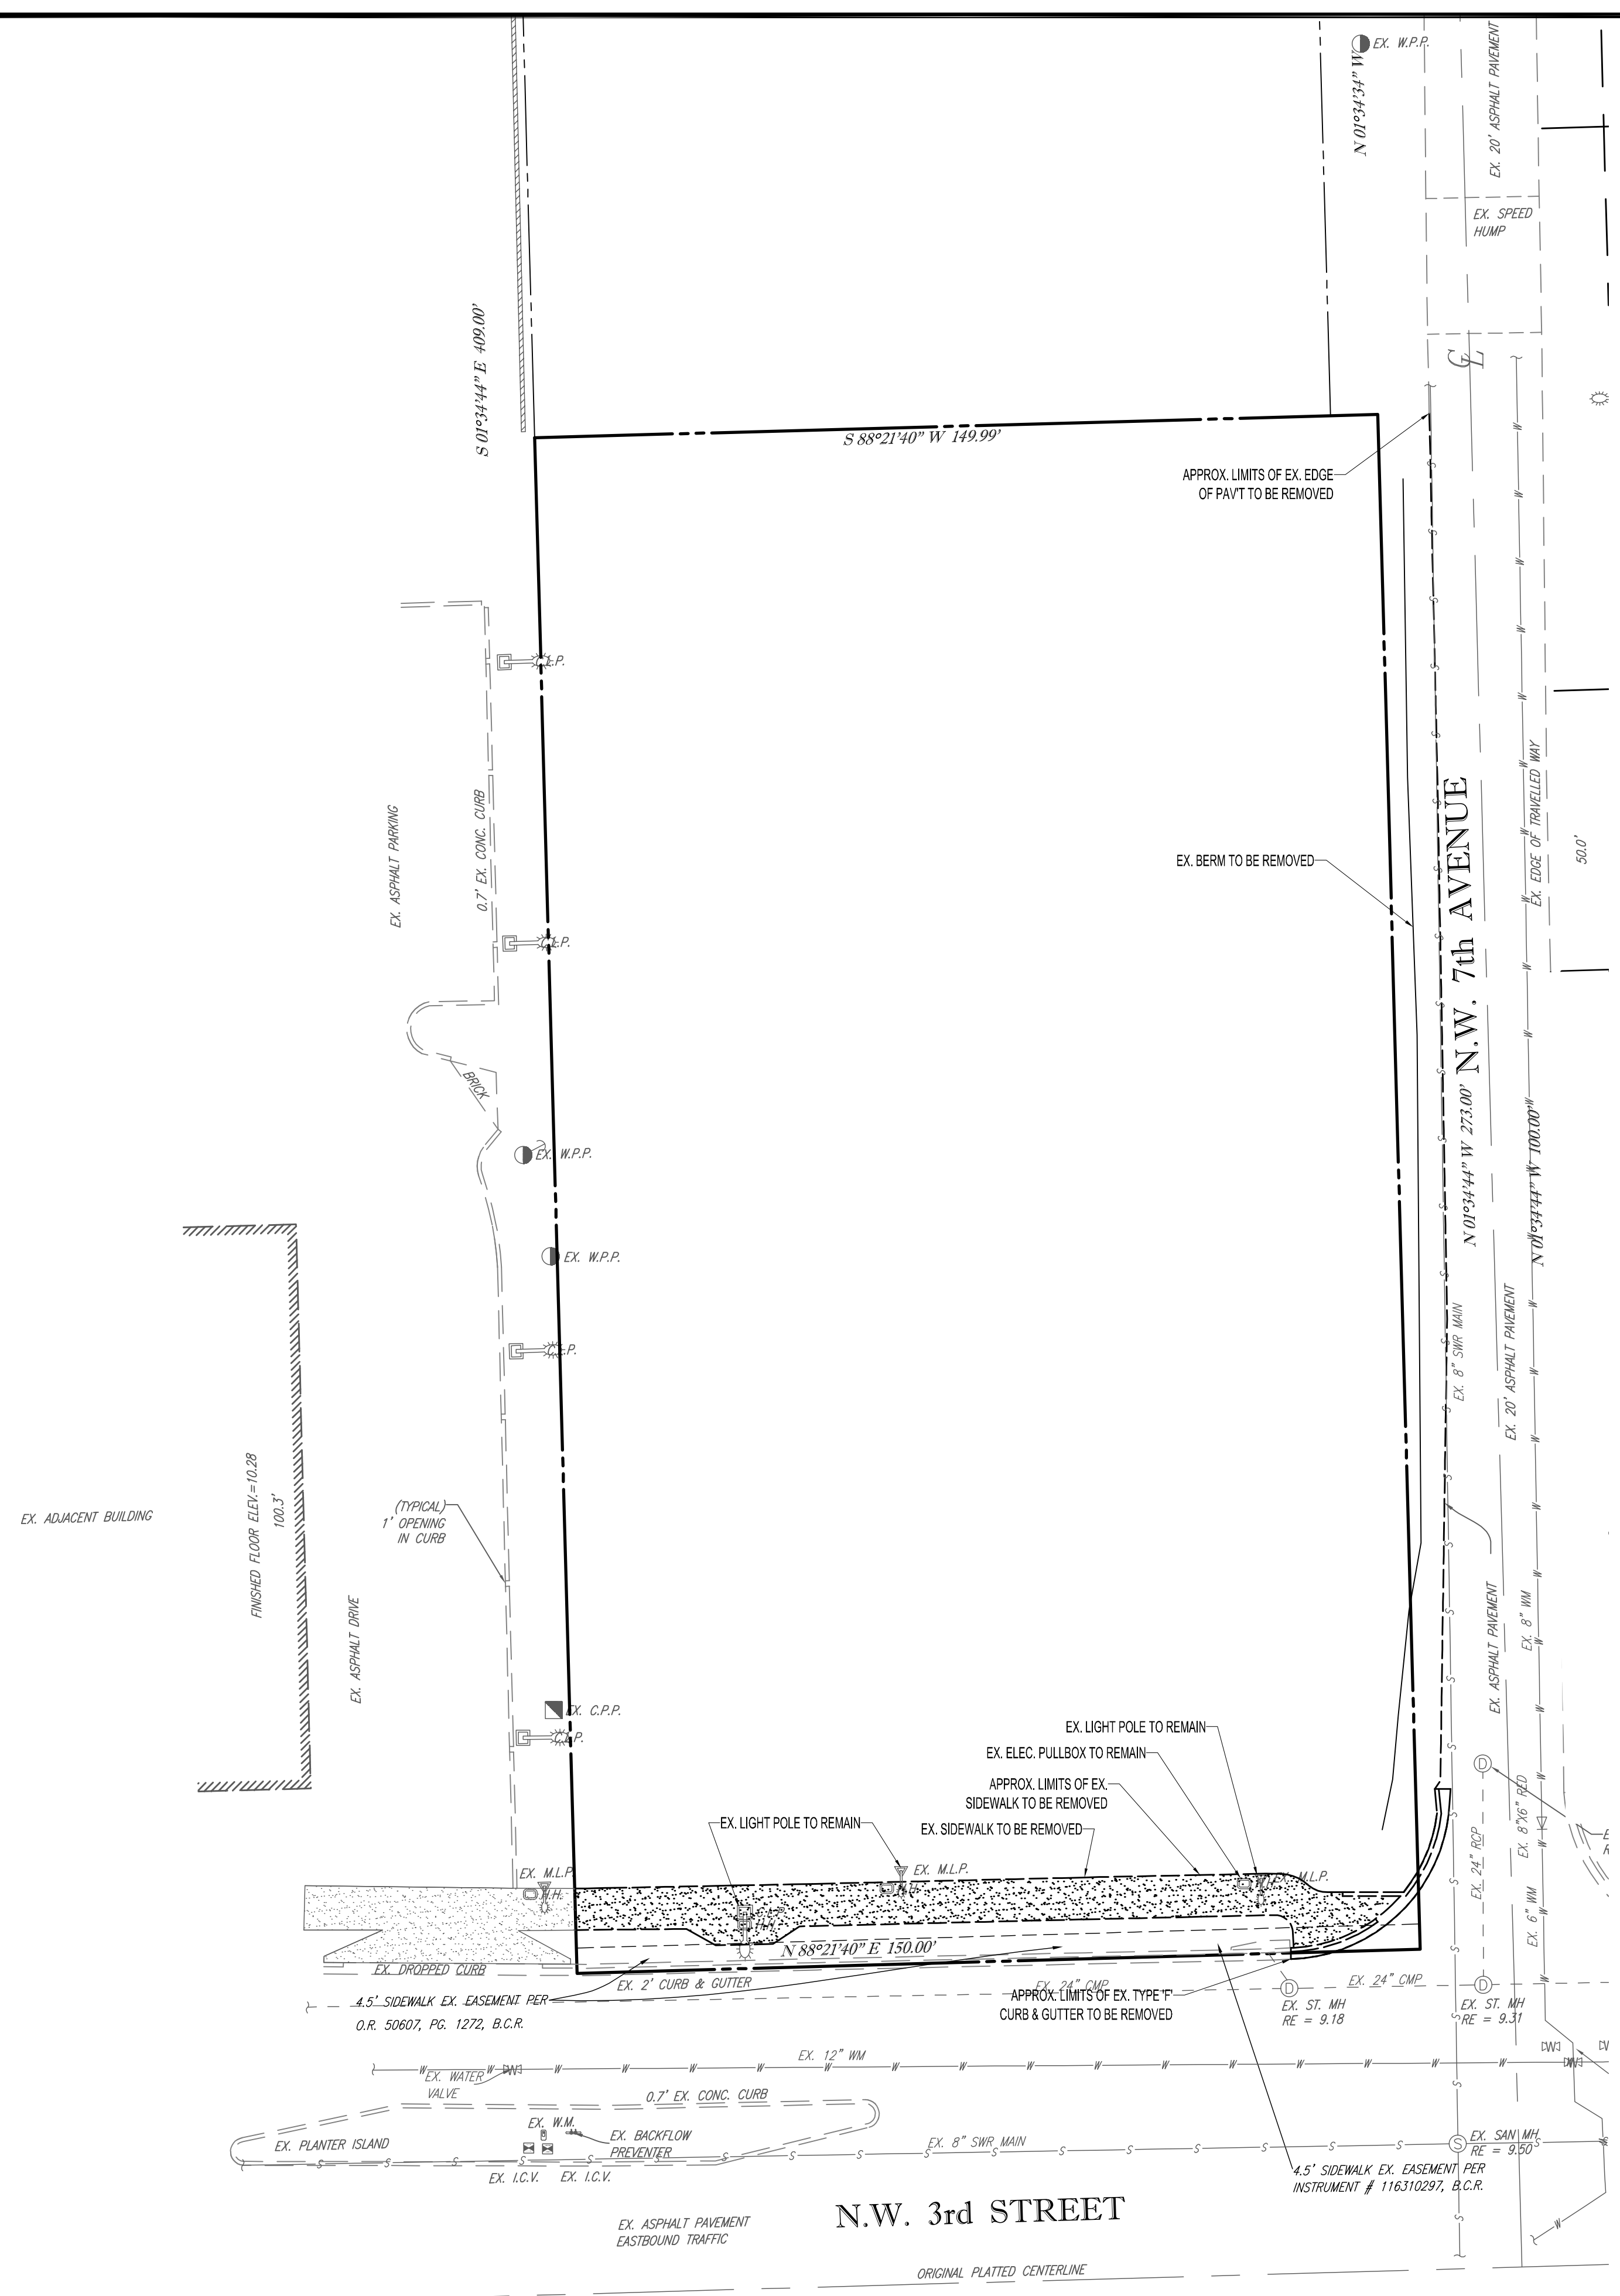 EX. W.P.P.
N 01°34'34" W
EX. 20' ASPHALT PAVEMENT
EX. SPEED
HUMP
S 01°34'44" E 409.00'
S 88°21'40" W 149.99'
APPROX. LIMITS OF EX. EDGE
OF PAV'T TO BE REMOVED
C.L.P.
EX. ASPHALT PARKING
0.7' EX. CONC. CURB
EX. BERM TO BE REMOVED
N.W. 7th AVENUE
EX. EDGE OF TRAVELLED WAY
50.0'
C.L.P.
BRICK
EX. W.P.P.
N 01°34'44" W 273.00'
N 01°34'44" W 100.00'
EX. W.P.P.
C.L.P.
EX. 8" SWR MAIN
EX. 20' ASPHALT PAVEMENT
EX. ADJACENT BUILDING
FINISHED FLOOR ELEV.=10.28
100.3'
(TYPICAL)
1' OPENING
IN CURB
EX. ASPHALT DRIVE
EX. ASPHALT PAVEMENT
EX. 8" WM
EX. C.P.P.
C.L.P.
EX. LIGHT POLE TO REMAIN
EX. ELEC. PULLBOX TO REMAIN
APPROX. LIMITS OF EX.
SIDEWALK TO BE REMOVED
EX. LIGHT POLE TO REMAIN
EX. SIDEWALK TO BE REMOVED
D
EX. 24" RCP
EX. 8"X6" RED
EX. 6" WM
EX. M.L.P.
H.H.
EX. M.L.P.
H.H.
EX. M.L.P.
N 88°21'40" E 150.00'
EX. DROPPED CURB
EX. 2' CURB & GUTTER
EX. 24" CMP
EX. 24" CMP
D
D
4.5' SIDEWALK EX. EASEMENT PER
O.R. 50607, PG. 1272, B.C.R.
APPROX. LIMITS OF EX. TYPE 'F'
CURB & GUTTER TO BE REMOVED
EX. ST. MH
RE = 9.18
EX. ST. MH
RE = 9.31
EX. 12" WM
EX. WATER
VALVE
0.7' EX. CONC. CURB
EX. W.M.
EX. PLANTER ISLAND
EX. BACKFLOW
PREVENTER
EX. 8" SWR MAIN
S
EX. SAN MH
RE = 9.50
EX. I.C.V.
EX. I.C.V.
4.5' SIDEWALK EX. EASEMENT PER
INSTRUMENT # 116310297, B.C.R.
N.W. 3rd STREET
EX. ASPHALT PAVEMENT
EASTBOUND TRAFFIC
ORIGINAL PLATTED CENTERLINE